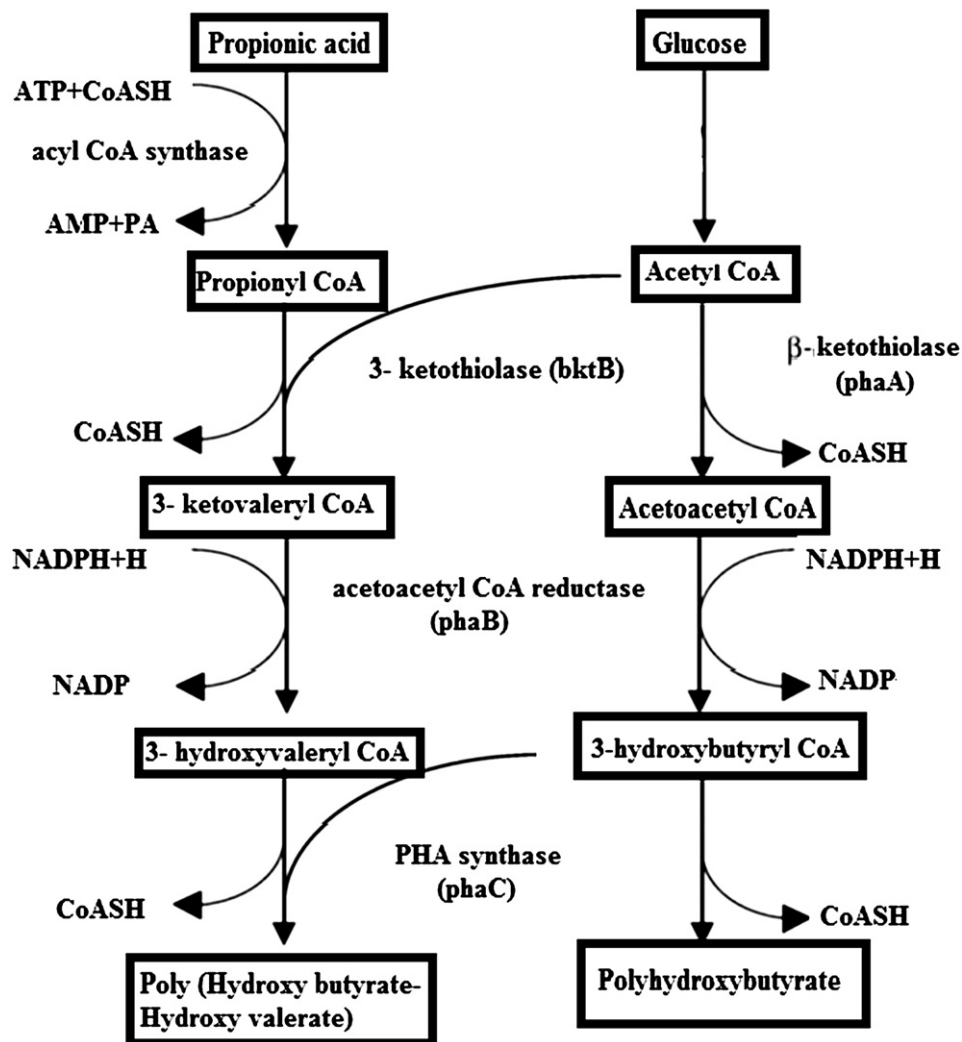 Propionic acid
Glucose
ATP+CoASH
acyl CoA synthase
AMP+PA
Propionyl CoA
Acetyl CoA
3- ketothiolase (bktB)
β-ketothiolase
(phaA)
CoASH
CoASH
3- ketovaleryl CoA
Acetoacetyl CoA
NADPH+H
NADPH+H
acetoacetyl CoA reductase
(phaB)
NADP
NADP
3- hydroxyvaleryl CoA
3-hydroxybutyryl CoA
PHA synthase
(phaC)
CoASH
CoASH
Poly (Hydroxy butyrate-
Hydroxy valerate)
Polyhydroxybutyrate